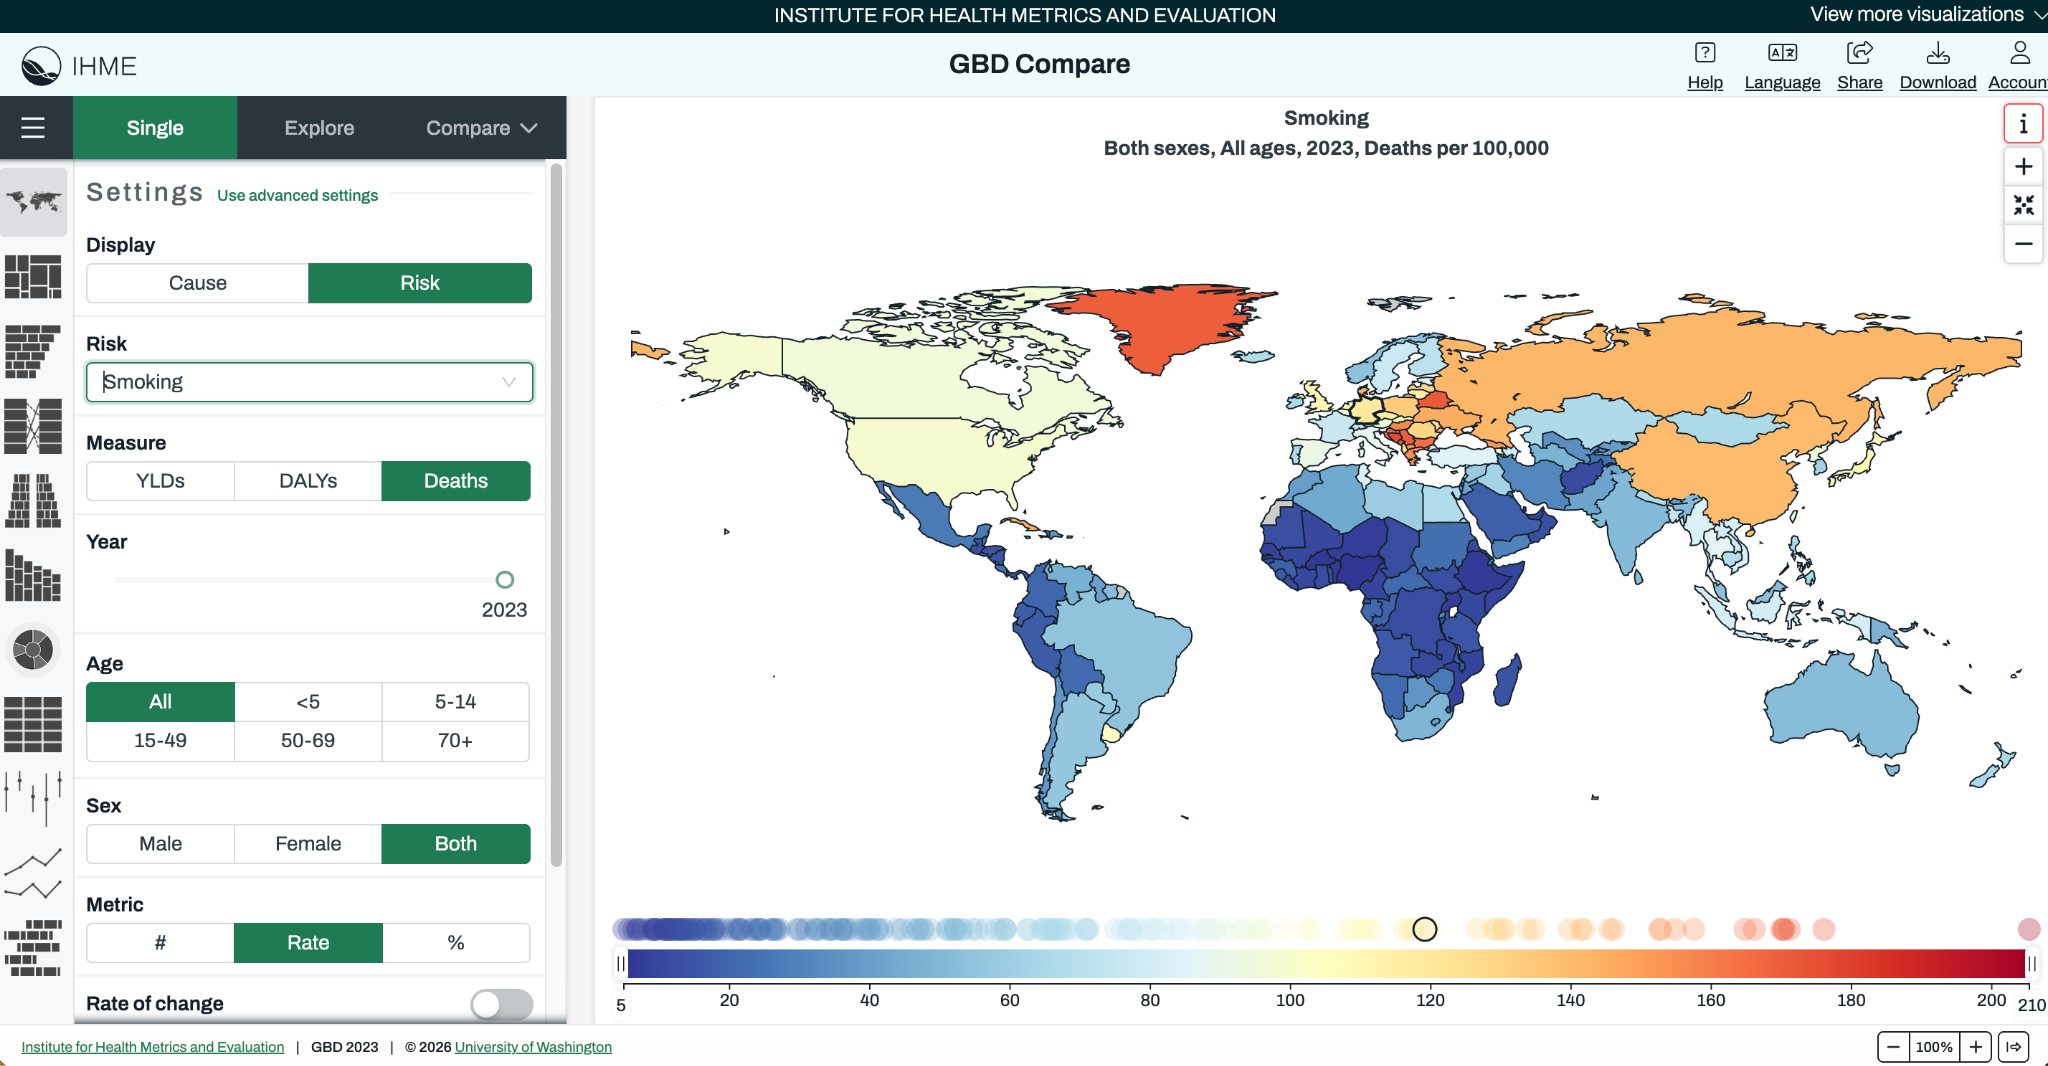 INSTITUTE FOR HEALTH METRICS AND EVALUATION
View more visualizations
IHME
GBD Compare
Help
Language
Share
Download
Accoun
Single
Explore
Compare
Smoking
Both sexes, All ages, 2023, Deaths per 100,000
Settings
Use advanced settings
Display
Cause
Risk
Risk
Smoking
Measure
YLDs
DALYs
Deaths
Year
2023
Age
All
<5
5-14
15-49
50-69
70+
Sex
Male
Female
Both
Metric
#
Rate
%
Rate of change
5
20
40
60
80
100
120
140
160
180
200
210
Institute for Health Metrics and Evaluation | GBD 2023 | © 2026 University of Washington
100%